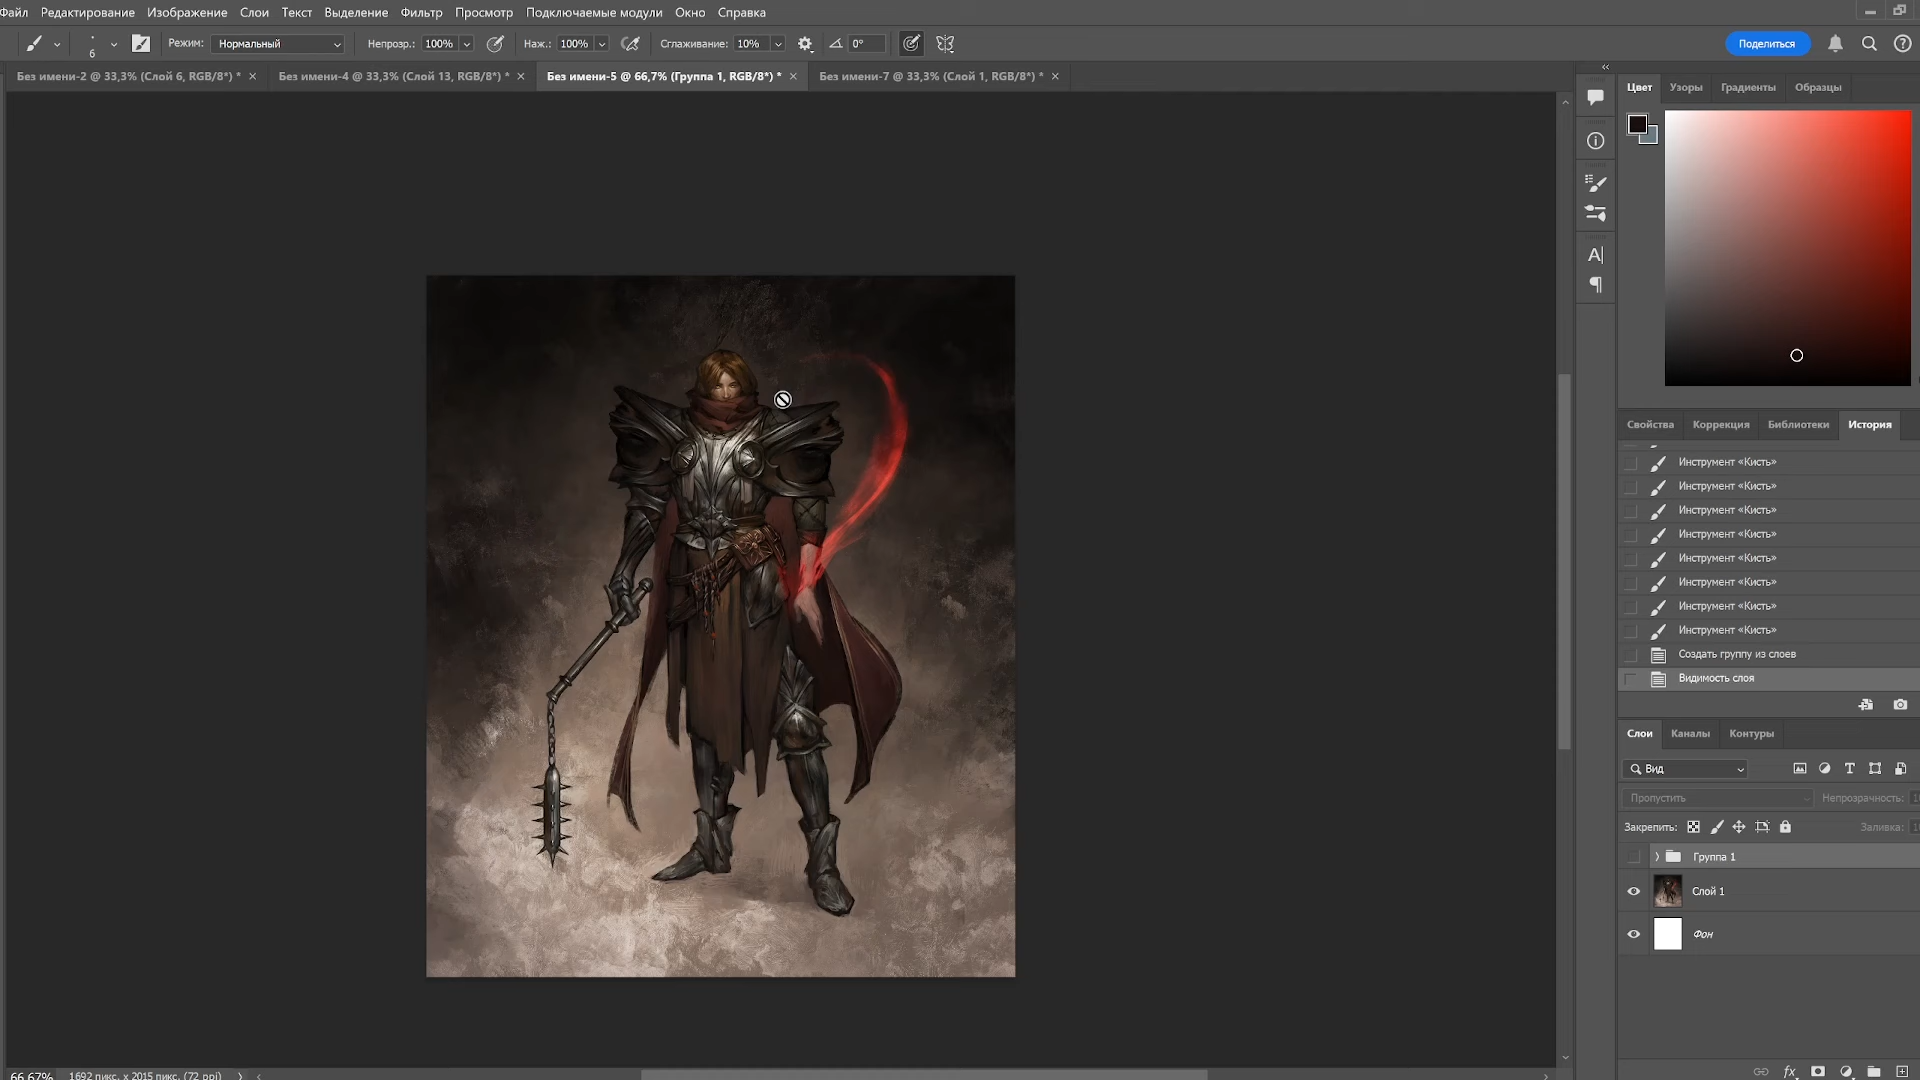 Файл Редактирование Изображение Слои Текст Выделение Фильтр Просмотр Подключаемые модули Окно Справка
6 Режим: Нормальный Непрозр.: 100% Наж.: 100% Сглаживание: 10% 0° Поделиться
Без имени-2 @ 33,3% (Слой 6, RGB/8*) * Без имени-4 @ 33,3% (Слой 13, RGB/8*) * Без имени-5 @ 66,7% (Группа 1, RGB/8*) * Без имени-7 @ 33,3% (Слой 1, RGB/8*) *
Цвет Узоры Градиенты Образцы
Свойства Коррекция Библиотеки История
Инструмент «Кисть»
Инструмент «Кисть»
Инструмент «Кисть»
Инструмент «Кисть»
Инструмент «Кисть»
Инструмент «Кисть»
Инструмент «Кисть»
Инструмент «Кисть»
Создать группу из слоев
Видимость слоя
Слои Каналы Контуры
Вид
Пропустить Непрозрачность:
Закрепить: Заливка:
Группа 1
Слой 1
Фон
66,67% 1692 пикс. x 2015 пикс. (72 ppi)